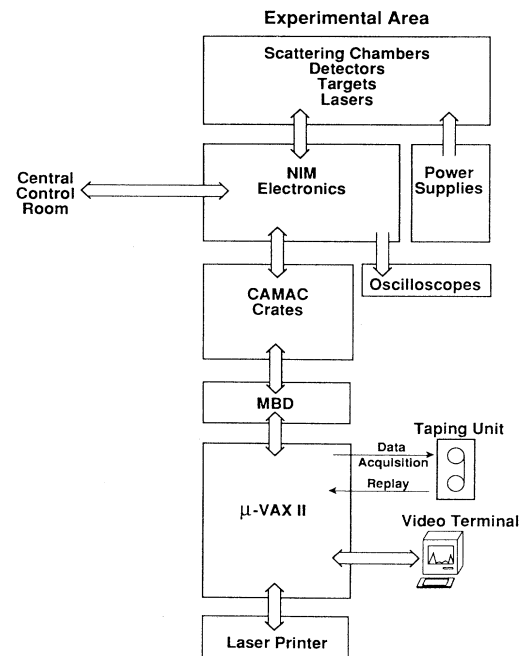 Experimental Area
Scattering Chambers
Detectors
Targets
Lasers
Central
Control
Room
NIM
Electronics
Power
Supplies
Oscilloscopes
CAMAC
Crates
MBD
Taping Unit
Data
Acquisition
Replay
μ-VAX II
Video Terminal
Laser Printer